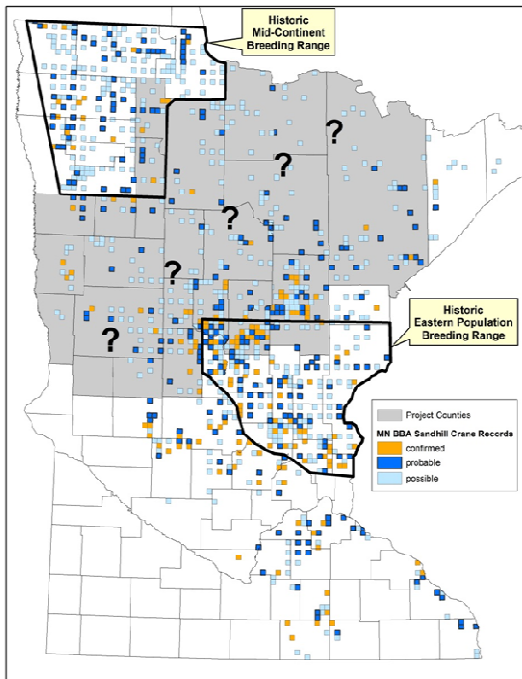 Historic
Mid-Continent
Breeding Range
?
?
?
?
?
Historic
Eastern Population
Breeding Range
Project Counties
MN BBA Sandhill Crane Records
confirmed
probable
possible